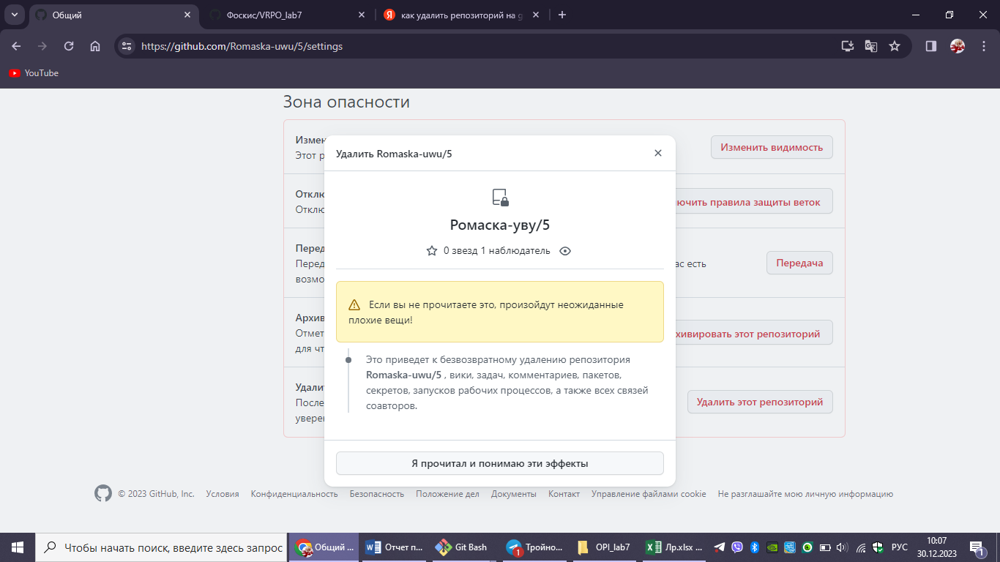 Общий
Фоскис/VRPO_lab7
как удалить репозиторий на g
https://github.com/Romaska-uwu/5/settings
YouTube
Зона опасности
Измен
Этот р
Изменить видимость
Отклю
Отклю
ючить правила защиты веток
Перед
Перед
ас есть
возмо
Передача
Архив
Отмет
для чт
хивировать этот репозиторий
Удали
После
уверен
Удалить этот репозиторий
Удалить Romaska-uwu/5
Ромаска-уву/5
0 звезд 1 наблюдатель
Если вы не прочитаете это, произойдут неожиданные
плохие вещи!
Это приведет к безвозвратному удалению репозитория
Romaska-uwu/5 , вики, задач, комментариев, пакетов,
секретов, запусков рабочих процессов, а также всех связей
соавторов.
Я прочитал и понимаю эти эффекты
© 2023 GitHub, Inc. Условия Конфиденциальность Безопасность Положение дел Документы Контакт Управление файлами cookie Не разглашайте мою личную информацию
Чтобы начать поиск, введите здесь запрос
Общий ...
Отчет п...
Git Bash
1
Тройно...
OPI_lab7
Лр.xlsx ...
РУС
10:07
30.12.2023
1